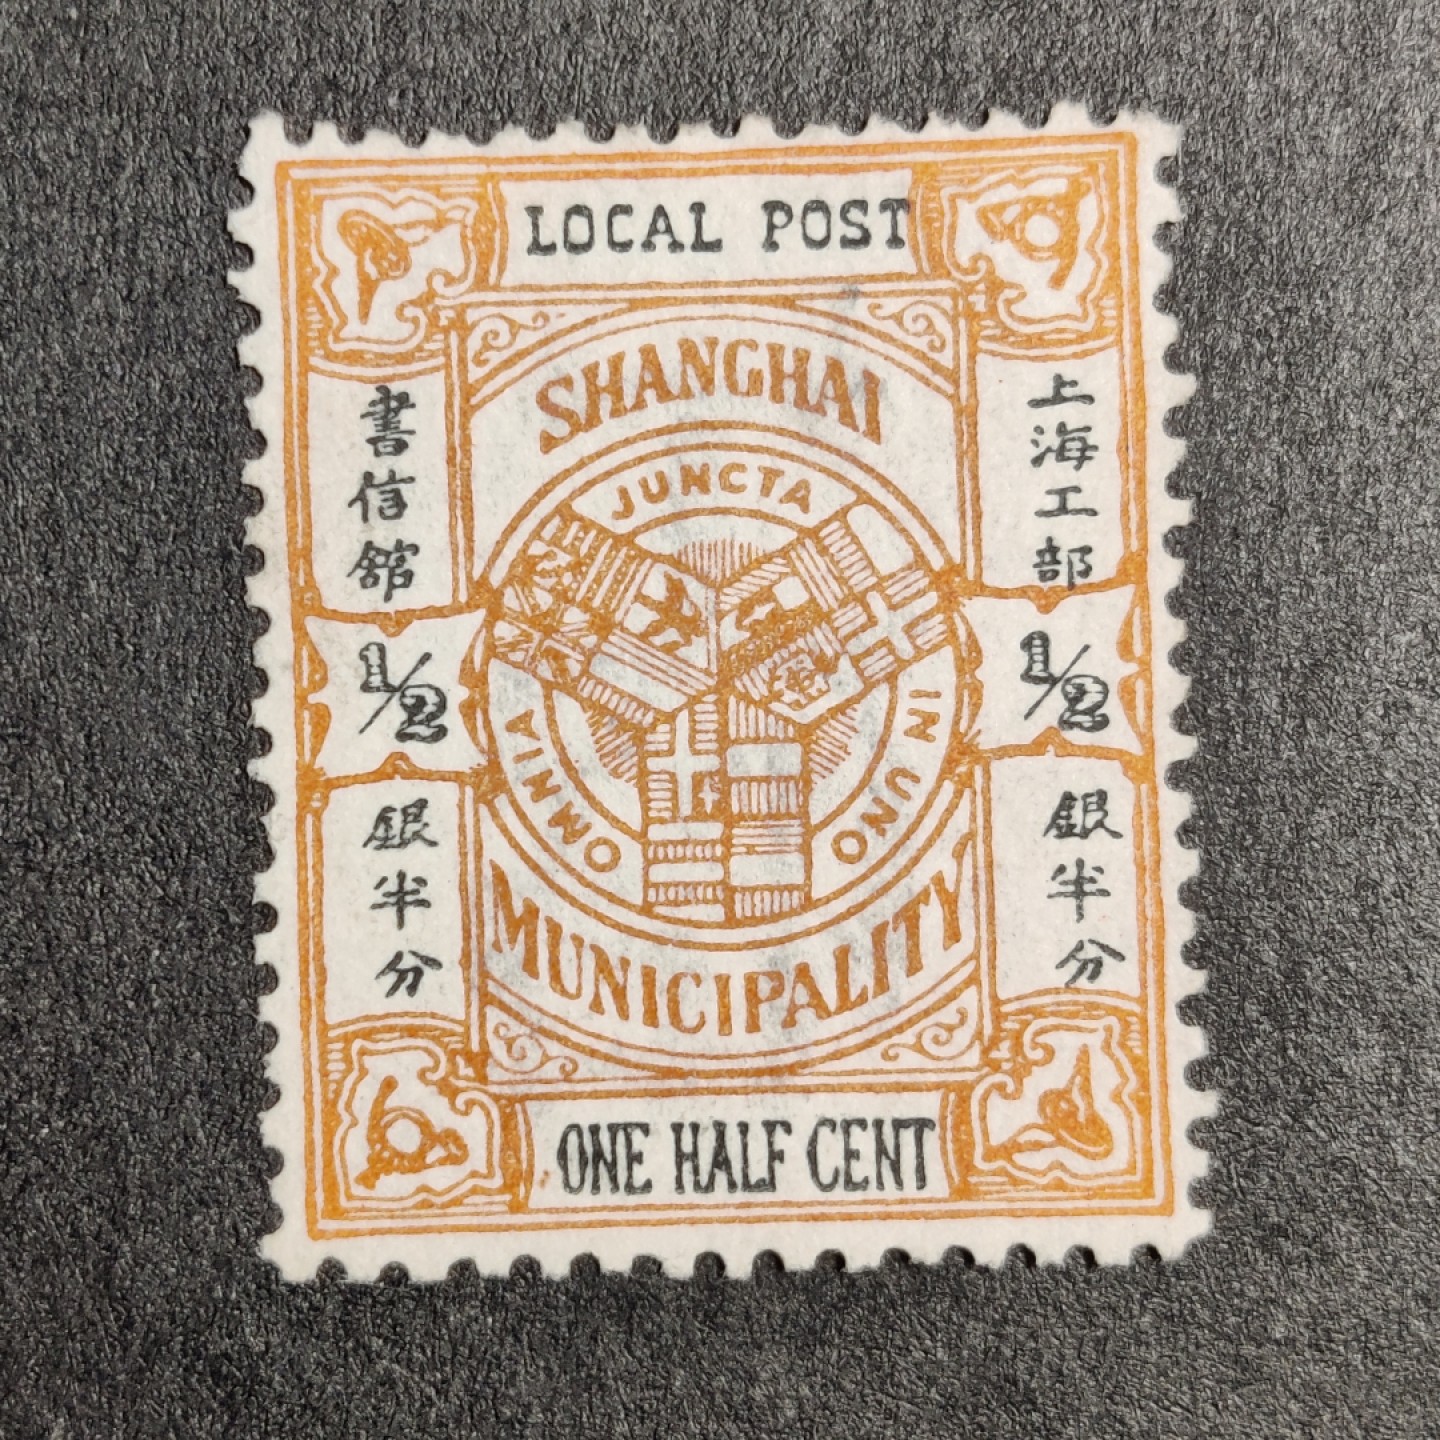 LOCAL POST
SHANGHAI
JUNCTA IN UNO OMNIA
MUNICIPALITY
上海工部
書信館
1/2
1/2
銀半分
銀半分
ONE HALF CENT